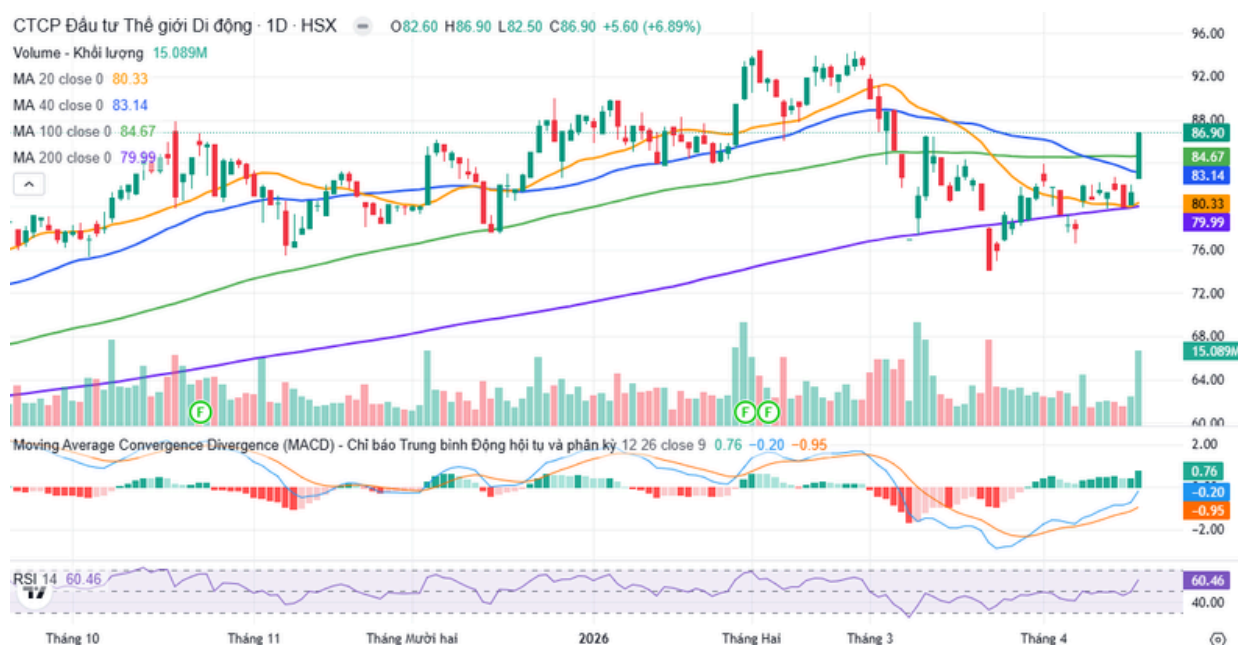 CTCP Đầu tư Thế giới Di động · 1D · HSX O82.60 H86.90 L82.50 C86.90 +5.60 (+6.89%)
Volume - Khối lượng 15.089M
MA 20 close 0 80.33
MA 40 close 0 83.14
MA 100 close 0 84.67
MA 200 close 0 79.99
96.00
92.00
88.00
86.90
84.67
83.14
80.33
79.99
76.00
72.00
68.00
15.089M
64.00
60.00
F
F F
Moving Average Convergence Divergence (MACD) - Chỉ báo Trung bình Động hội tụ và phân kỳ 12 26 close 9 0.76 −0.20 −0.95
2.00
0.76
−0.20
−0.95
−2.00
RSI 14 60.46
60.46
40.00
Tháng 10 Tháng 11 Tháng Mười hai 2026 Tháng Hai Tháng 3 Tháng 4